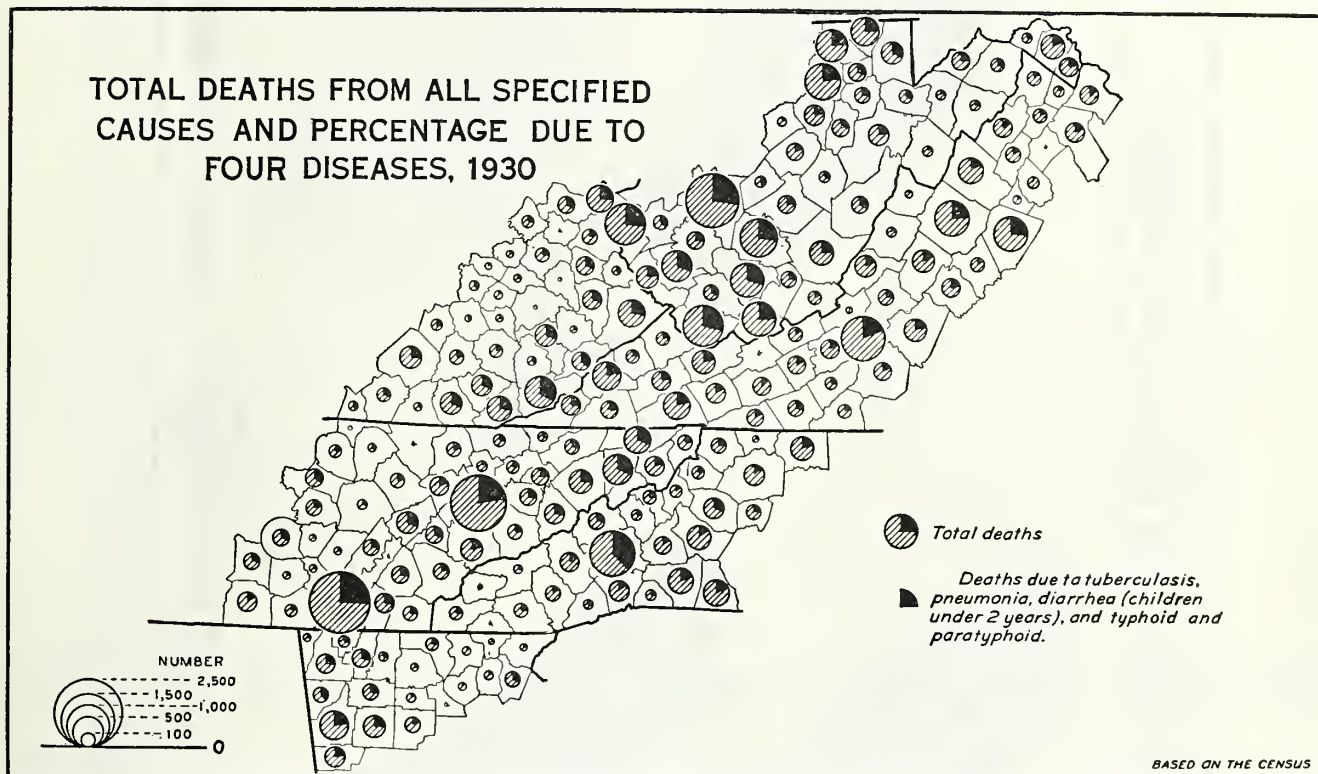 TOTAL DEATHS FROM ALL SPECIFIED
CAUSES AND PERCENTAGE DUE TO
FOUR DISEASES, 1930
Total deaths
Deaths due to tuberculasis,
pneumonia, diarrhea (children
under 2 years), and typhoid and
paratyphoid.
NUMBER
2,500
1,500
1,000
500
100
0
BASED ON THE CENSUS